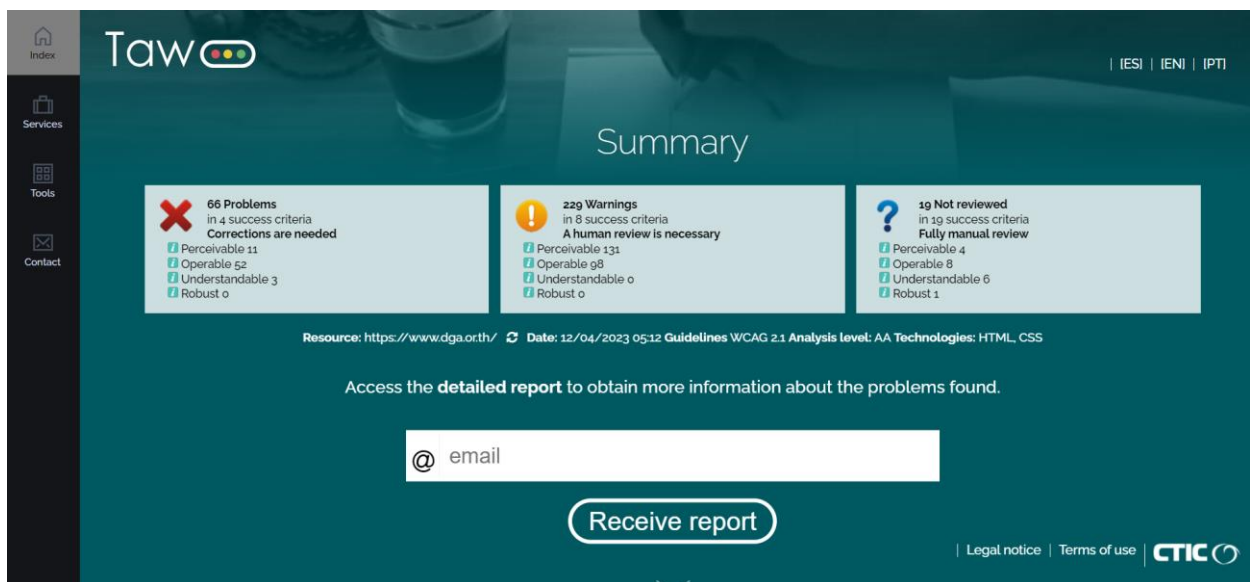 Index
Taw
| [ES] | [EN] | [PT]
Services
Summary
Tools
66 Problems
in 4 success criteria
Corrections are needed
Perceivable 11
Operable 52
Understandable 3
Robust 0
229 Warnings
in 8 success criteria
A human review is necessary
Perceivable 131
Operable 98
Understandable 0
Robust 0
19 Not reviewed
in 19 success criteria
Fully manual review
Perceivable 4
Operable 8
Understandable 6
Robust 1
Contact
Resource: https://www.dga.or.th/ Date: 12/04/2023 05:12 Guidelines WCAG 2.1 Analysis level: AA Technologies: HTML, CSS
Access the detailed report to obtain more information about the problems found.
@ email
Receive report
| Legal notice | Terms of use | CTIC